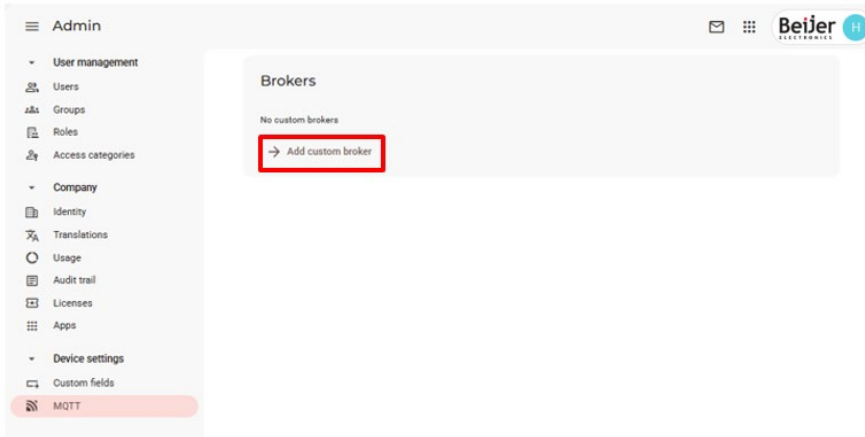 Admin
Beijer
ELECTRONICS
H
User management
Users
Groups
Roles
Access categories
Company
Identity
Translations
Usage
Audit trail
Licenses
Apps
Device settings
Custom fields
MQTT
Brokers
No custom brokers
Add custom broker